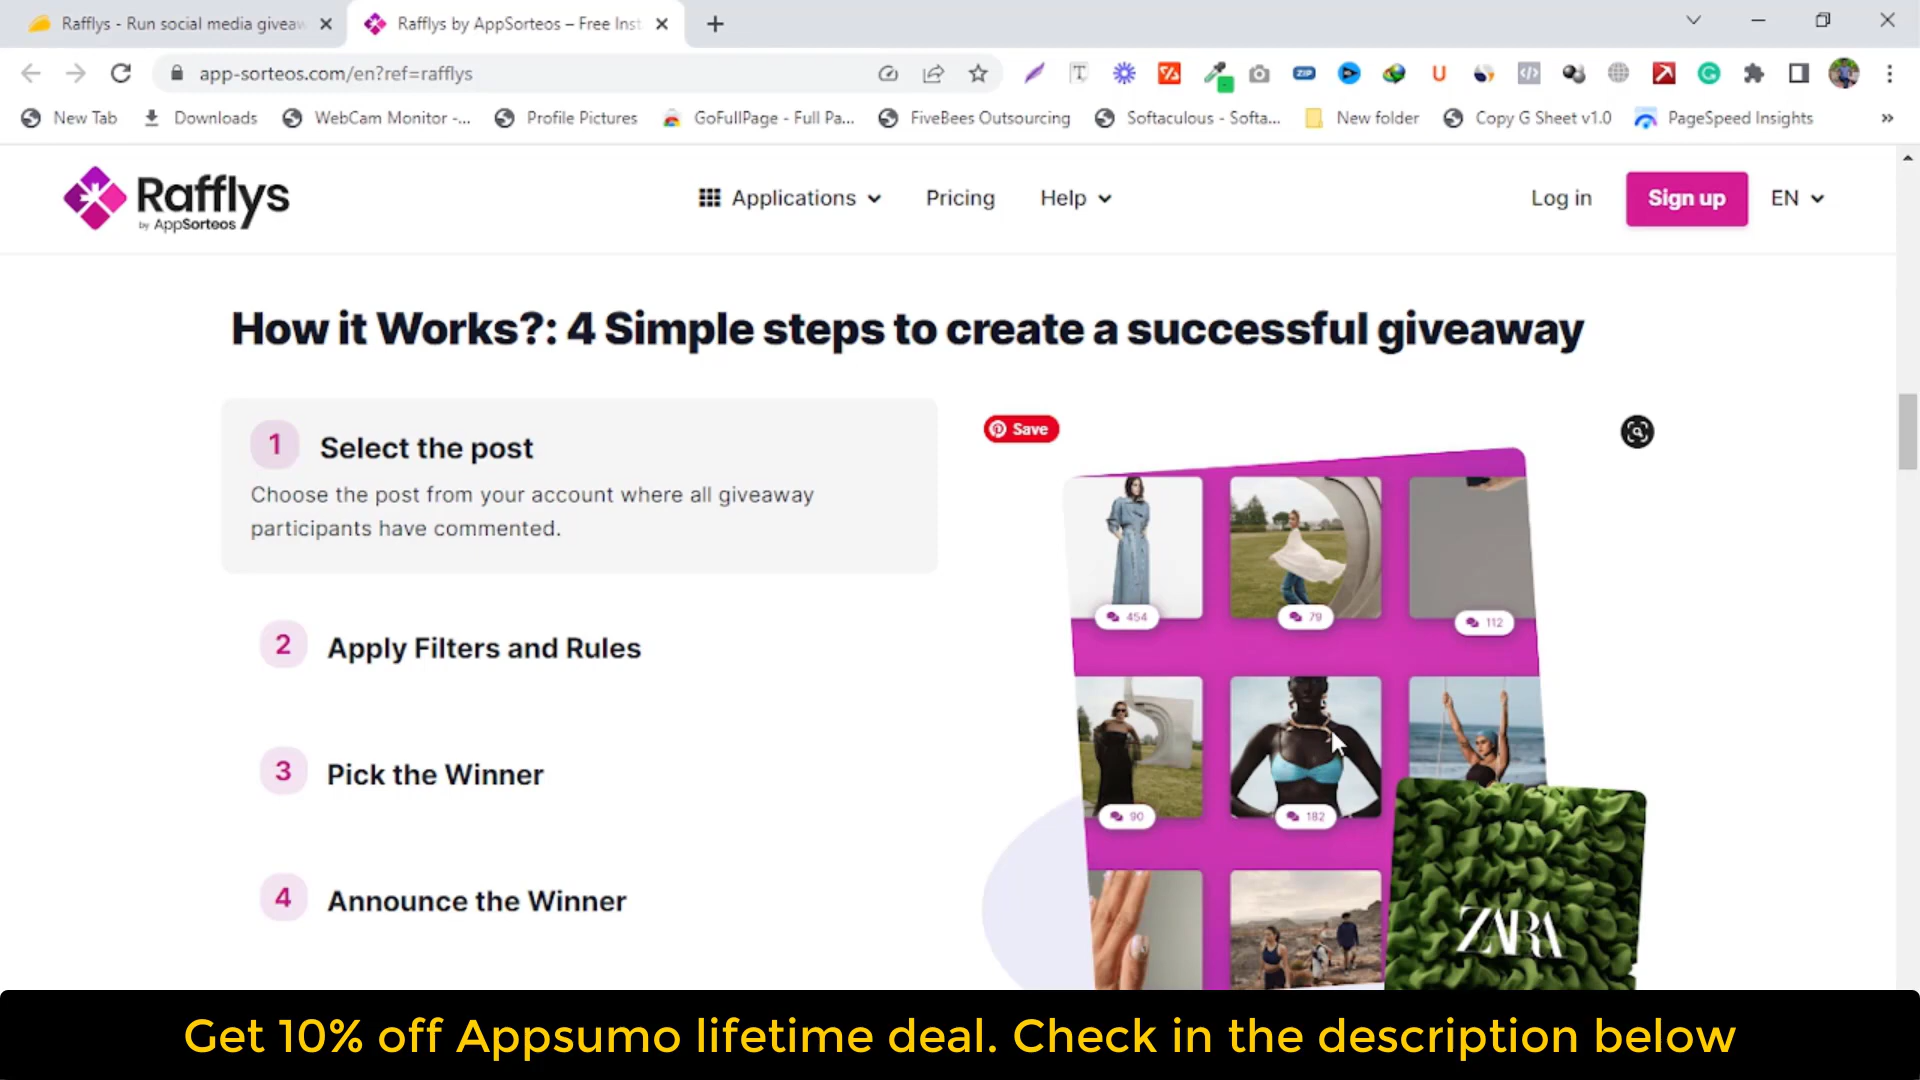 Rafflys - Run social media giveaw
Rafflys by AppSorteos – Free Inst
app-sorteos.com/en?ref=rafflys
ZIP
New Tab
Downloads
WebCam Monitor -...
Profile Pictures
GoFullPage - Full Pa...
FiveBees Outsourcing
Softaculous - Softa...
New folder
Copy G Sheet v1.0
PageSpeed Insights
»
Rafflys
by AppSorteos
Applications
Pricing
Help
Log in
Sign up
EN
How it Works?: 4 Simple steps to create a successful giveaway
1 Select the post
Choose the post from your account where all giveaway
participants have commented.
2 Apply Filters and Rules
3 Pick the Winner
4 Announce the Winner
Save
454
79
112
90
182
ZARA
Get 10% off Appsumo lifetime deal. Check in the description below